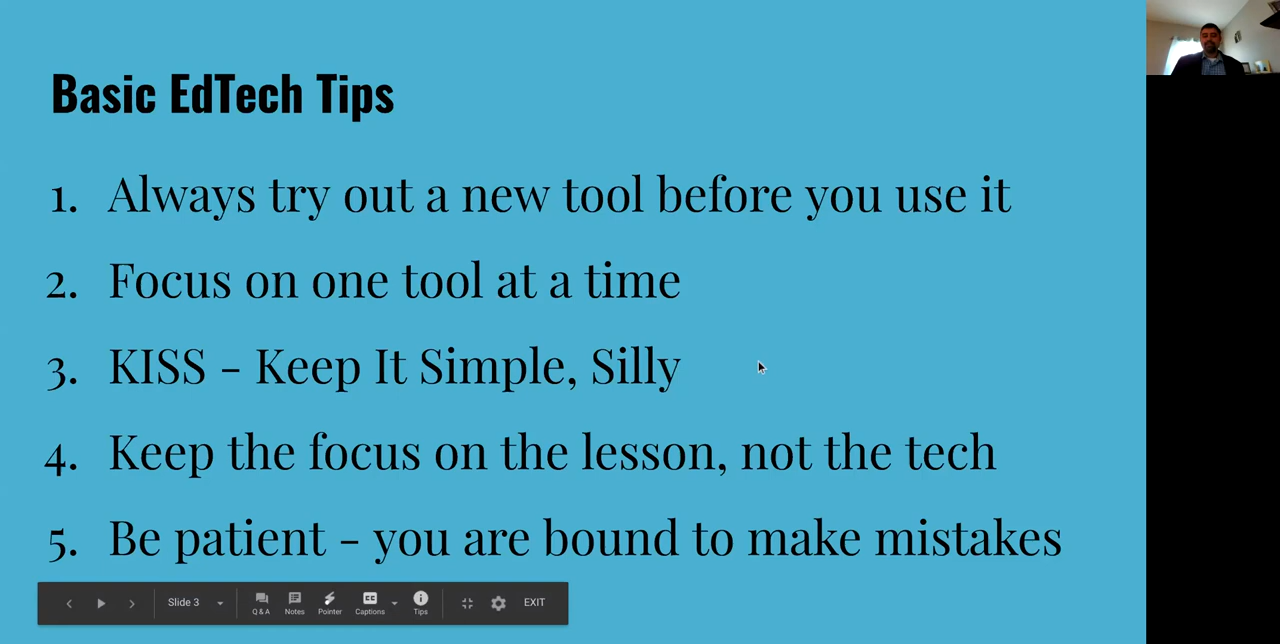 Basic EdTech Tips
1. Always try out a new tool before you use it
2. Focus on one tool at a time
3. KISS - Keep It Simple, Silly
4. Keep the focus on the lesson, not the tech
5. Be patient - you are bound to make mistakes
Slide 3 Q & A Notes Pointer CC Captions Tips EXIT